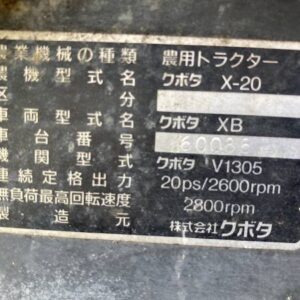 農業機械の種類 農用トラクター
農機型式名 クボタ X-20
区分
車両型式名 クボタ XB
車台番号
機関型式 クボタ V1305
連続定格出力 20ps/2600rpm
無負荷最高回転速度 2800rpm
製造元 株式会社クボタ